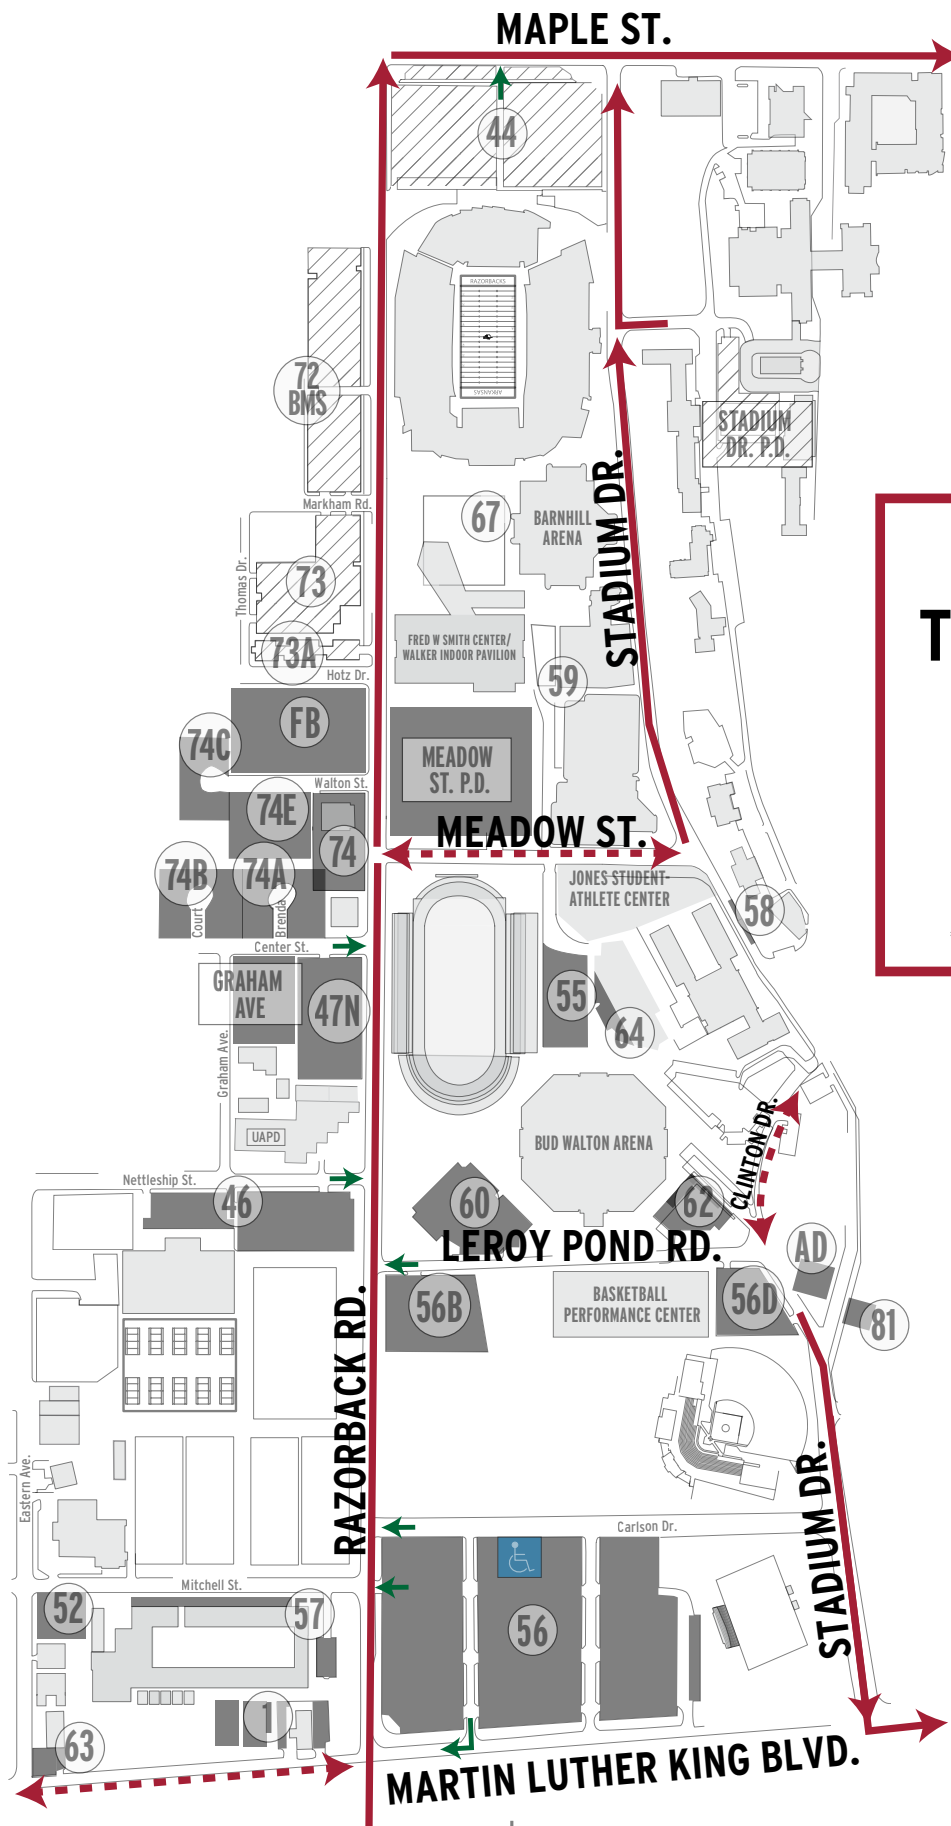 MAPLE ST.
44
RAZORBACKS
ARKANSAS
72
BMS
STADIUM
DR. P.D.
Markham Rd.
67
BARNHILL
ARENA
STADIUM DR.
Thomas Dr.
73
T
FRED W SMITH CENTER/
WALKER INDOOR PAVILION
73A
Hotz Dr.
59
FB
74C
MEADOW
ST. P.D.
Walton St.
74E
MEADOW ST.
74
74B
74A
JONES STUDENT-
ATHLETE CENTER
Court
Brenda
58
Center St.
GRAHAM
AVE
47N
55
64
Graham Ave.
UAPD
BUD WALTON ARENA
CLINTON DR.
Nettleship St.
46
60
62
LEROY POND RD.
AD
56B
BASKETBALL
PERFORMANCE CENTER
56D
81
RAZORBACK RD.
Eastern Ave.
STADIUM DR.
Carlson Dr.
Mitchell St.
52
57
56
1
63
MARTIN LUTHER KING BLVD.